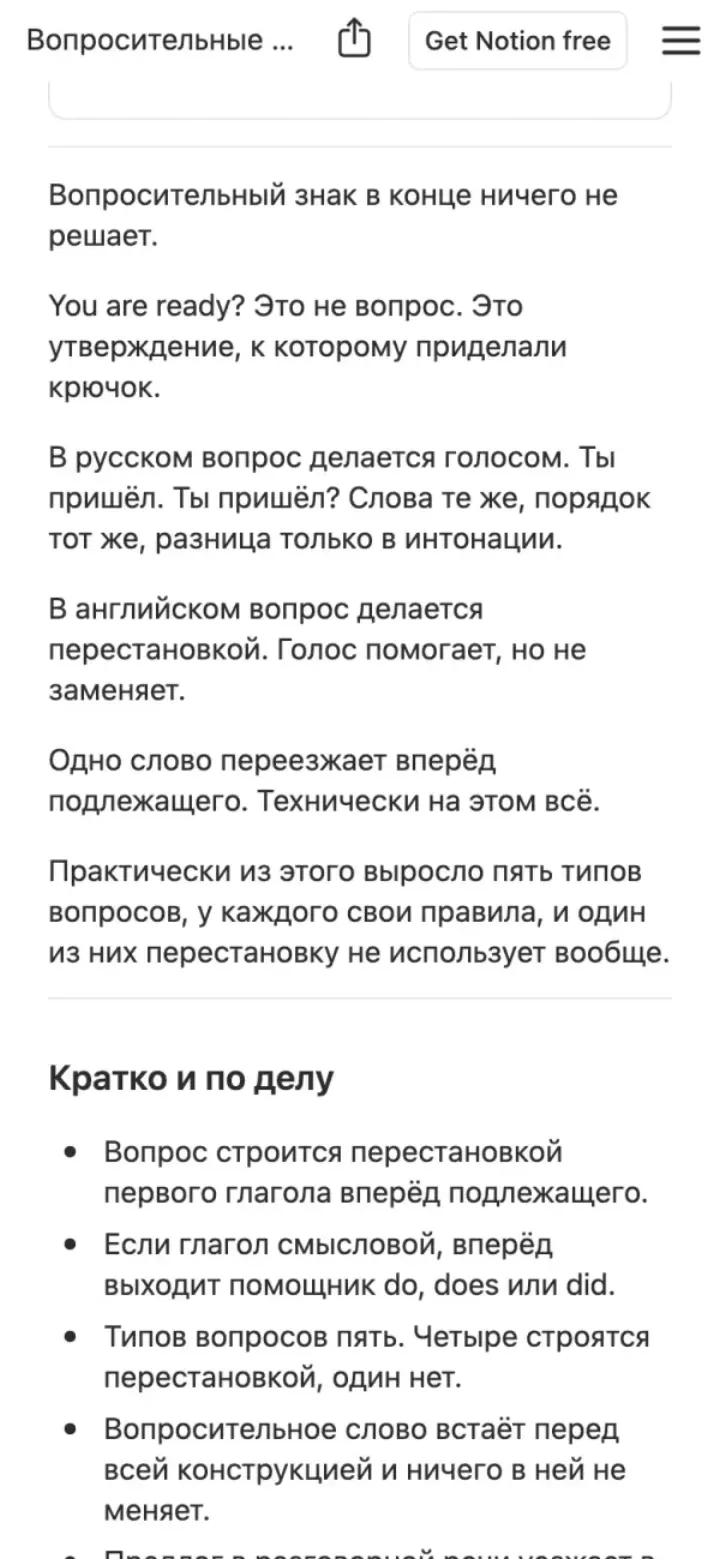 Вопросительные ...
Get Notion free
Вопросительный знак в конце ничего не
решает.
You are ready? Это не вопрос. Это
утверждение, к которому приделали
крючок.
В русском вопрос делается голосом. Ты
пришёл. Ты пришёл? Слова те же, порядок
тот же, разница только в интонации.
В английском вопрос делается
перестановкой. Голос помогает, но не
заменяет.
Одно слово переезжает вперёд
подлежащего. Технически на этом всё.
Практически из этого выросло пять типов
вопросов, у каждого свои правила, и один
из них перестановку не использует вообще.
Кратко и по делу
• Вопрос строится перестановкой
первого глагола вперёд подлежащего.
• Если глагол смысловой, вперёд
выходит помощник do, does или did.
• Типов вопросов пять. Четыре строятся
перестановкой, один нет.
• Вопросительное слово встаёт перед
всей конструкцией и ничего в ней не
меняет.